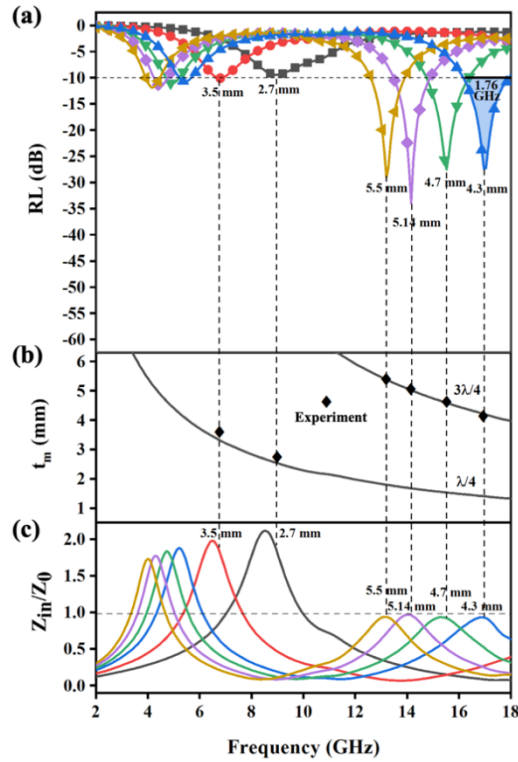 (a)
0
-5
-10
-15
-20
-25
-30
-35
-40
-45
-50
-55
-60
RL (dB)
3.5 mm
2.7 mm
1.76
GHz
5.5 mm
4.7 mm
4.3 mm
5.14 mm
(b)
6
5
4
3
2
1
tm (mm)
Experiment
3λ/4
λ/4
(c)
2.0
1.5
1.0
0.5
0.0
Zin/Z0
3.5 mm
2.7 mm
5.5 mm
4.7 mm
5.14 mm
4.3 mm
2 4 6 8 10 12 14 16 18
Frequency (GHz)